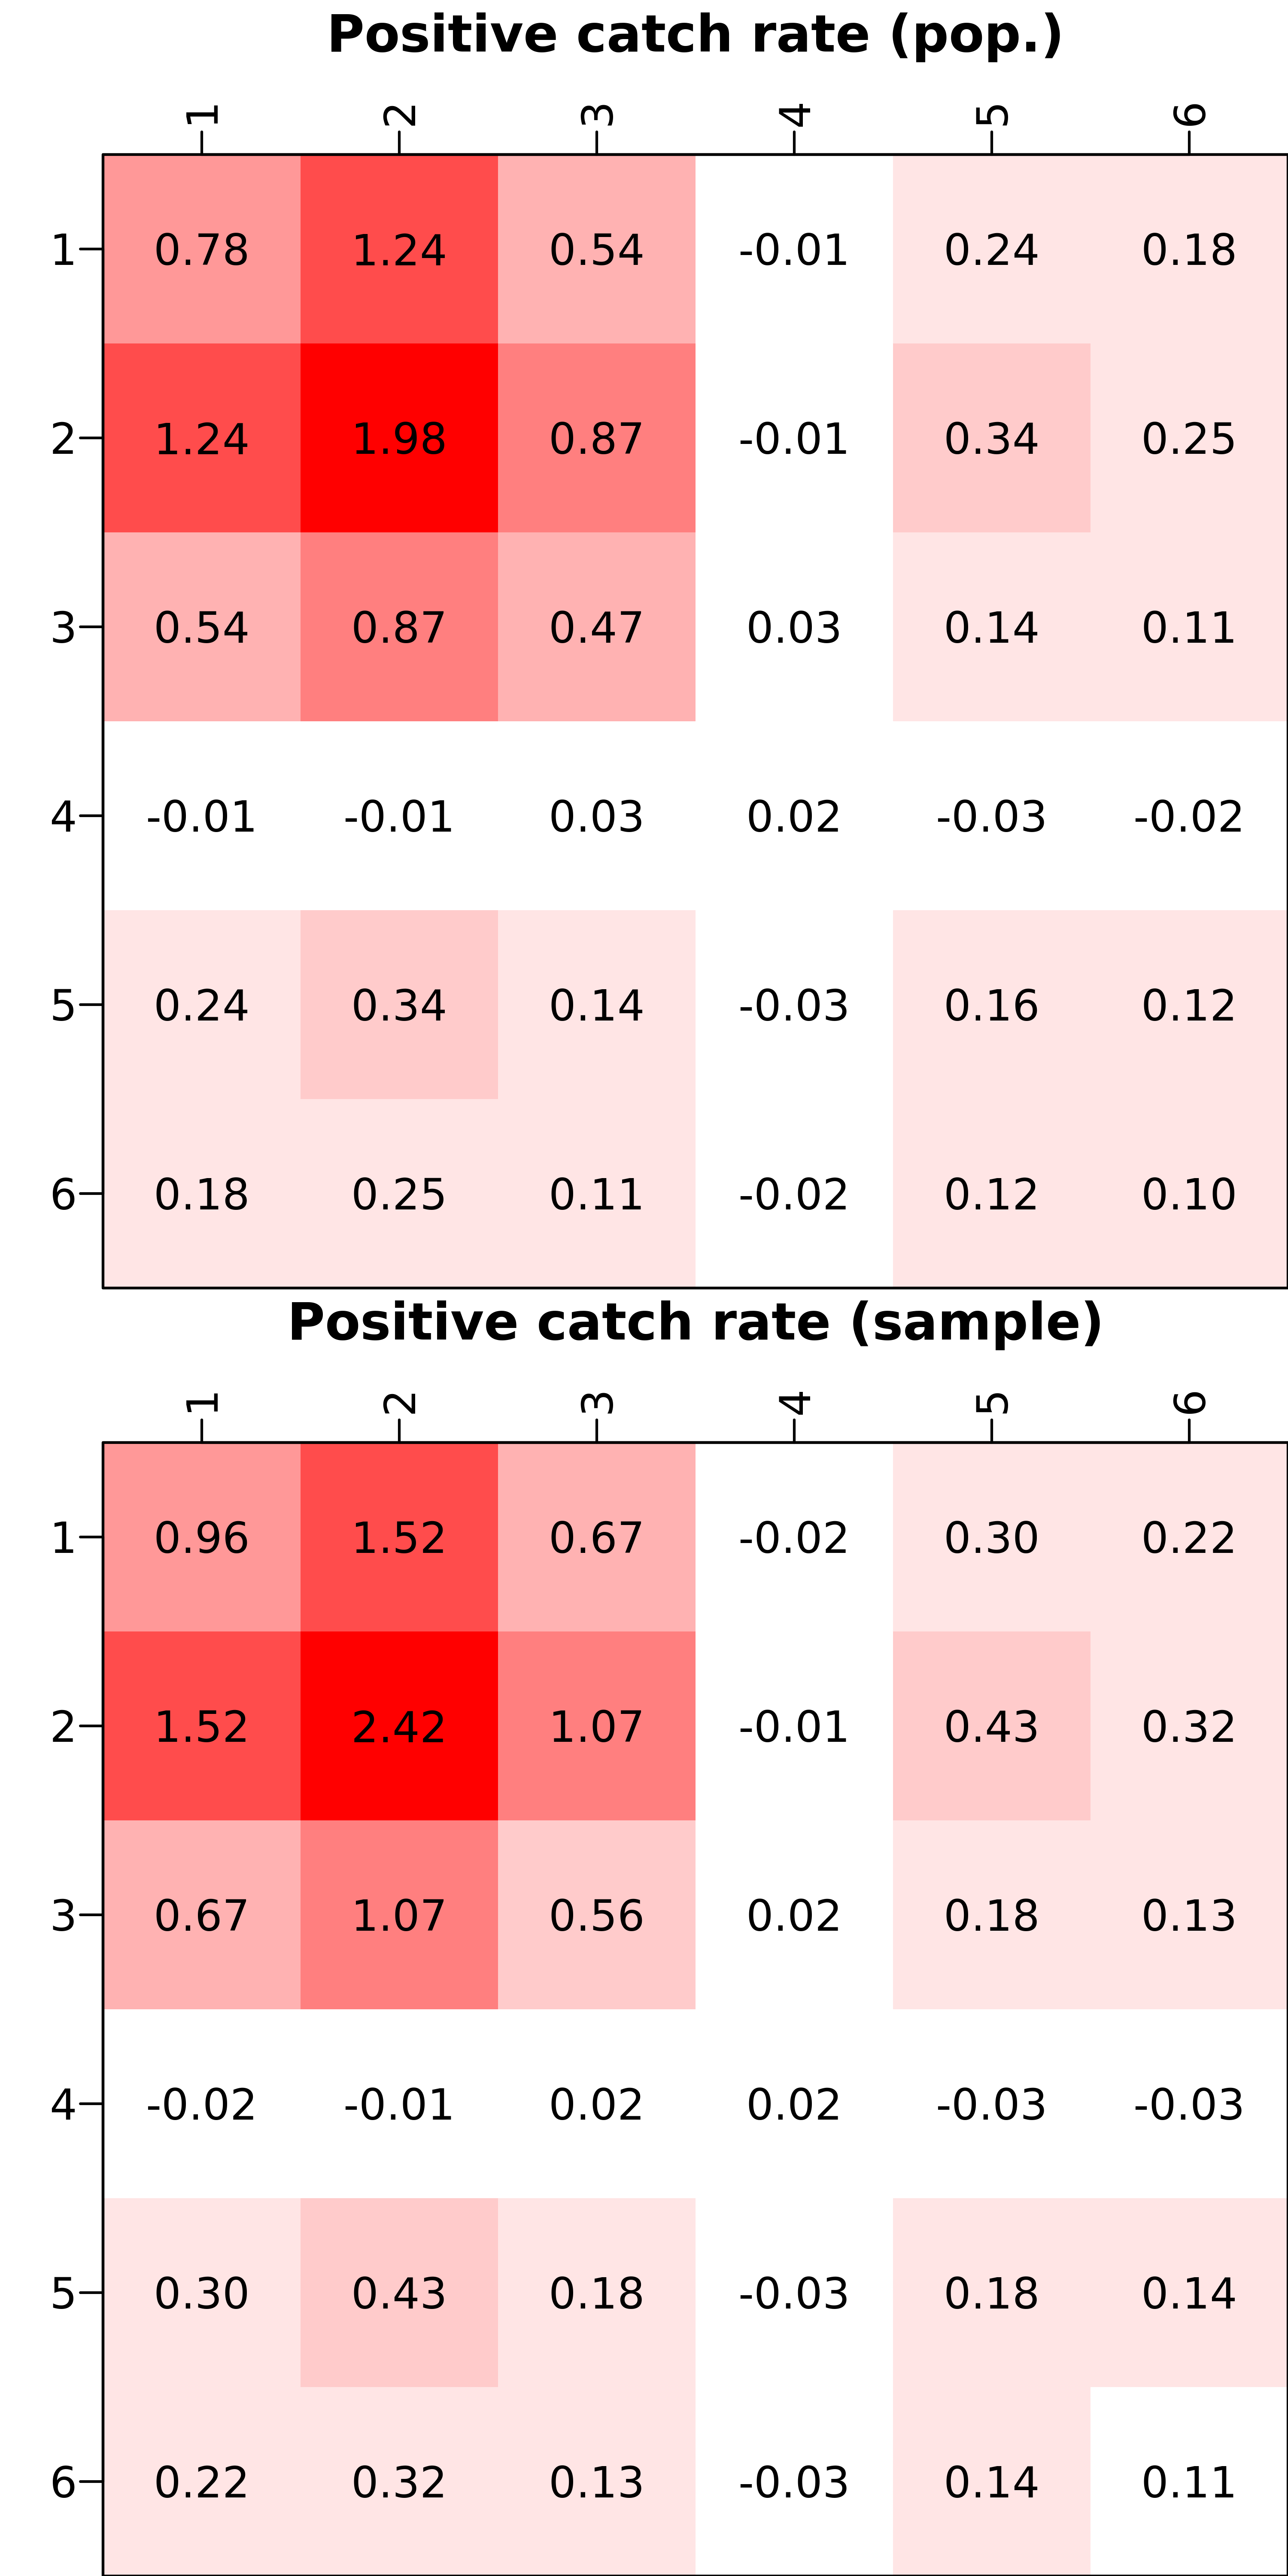 Positive catch rate (pop.)
1 2 3 4 5 6
1 0.78 1.24 0.54 -0.01 0.24 0.18
2 1.24 1.98 0.87 -0.01 0.34 0.25
3 0.54 0.87 0.47 0.03 0.14 0.11
4 -0.01 -0.01 0.03 0.02 -0.03 -0.02
5 0.24 0.34 0.14 -0.03 0.16 0.12
6 0.18 0.25 0.11 -0.02 0.12 0.10
Positive catch rate (sample)
1 2 3 4 5 6
1 0.96 1.52 0.67 -0.02 0.30 0.22
2 1.52 2.42 1.07 -0.01 0.43 0.32
3 0.67 1.07 0.56 0.02 0.18 0.13
4 -0.02 -0.01 0.02 0.02 -0.03 -0.03
5 0.30 0.43 0.18 -0.03 0.18 0.14
6 0.22 0.32 0.13 -0.03 0.14 0.11